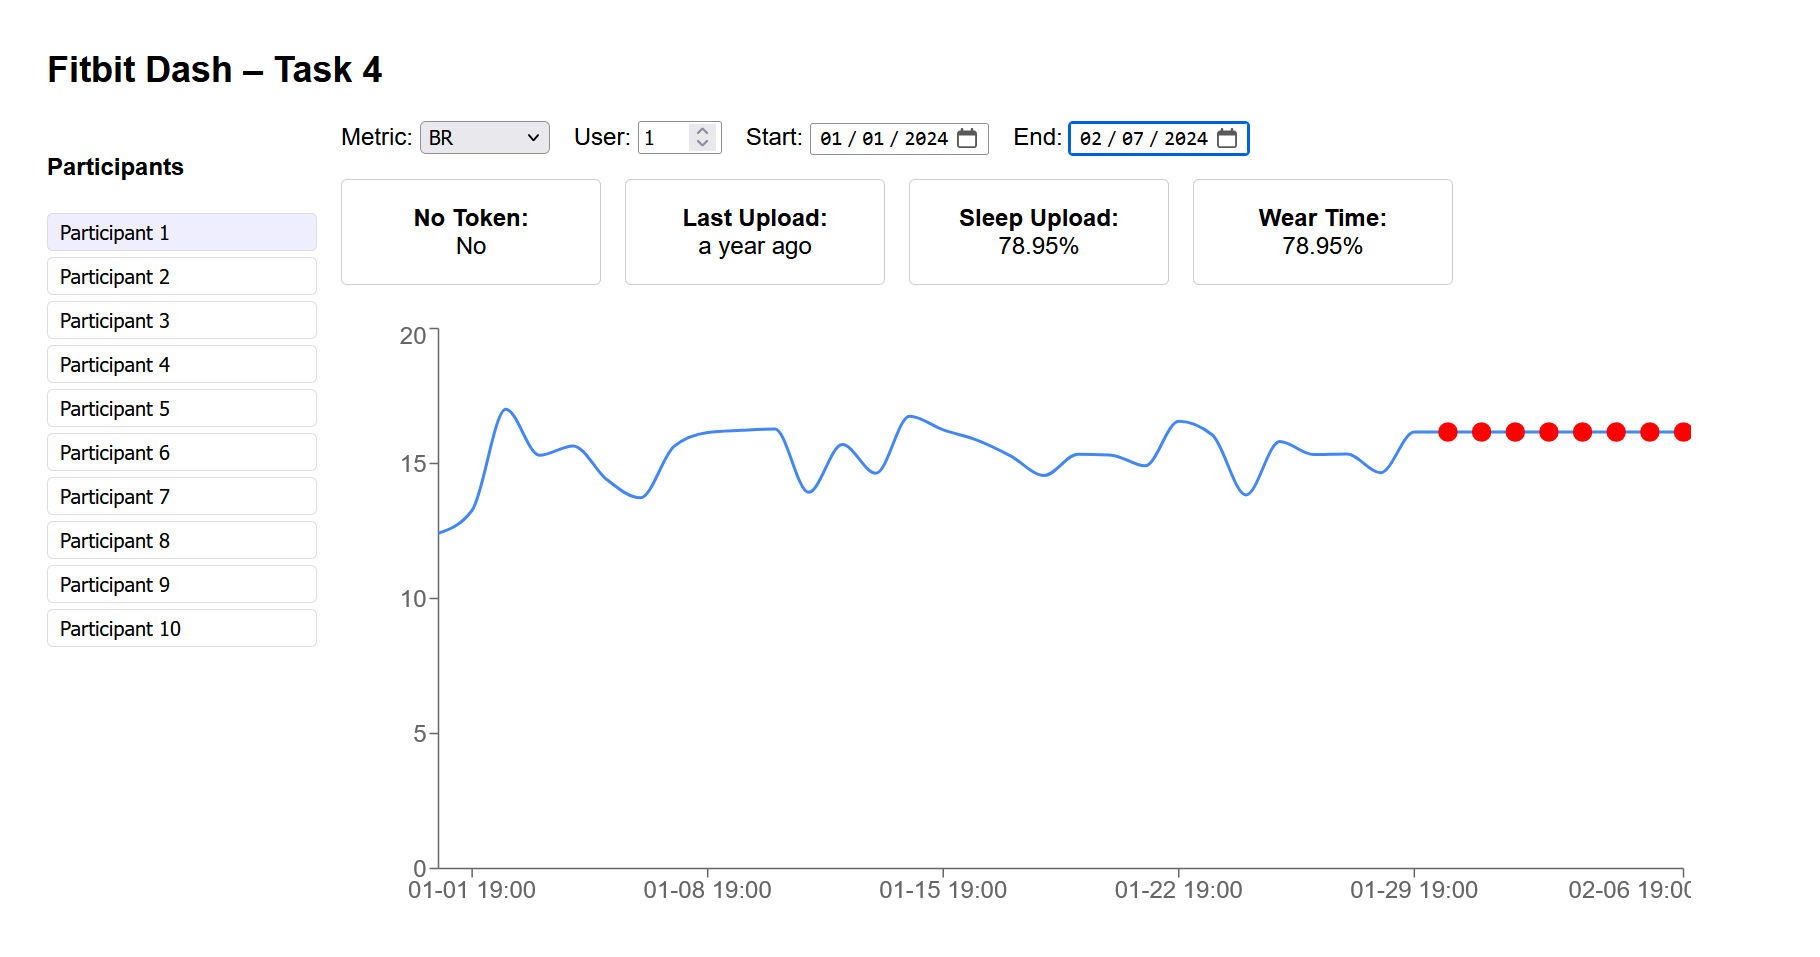 Fitbit Dash – Task 4
Metric: BR User: 1 Start: 01 / 01 / 2024 End: 02 / 07 / 2024
Participants
Participant 1
Participant 2
Participant 3
Participant 4
Participant 5
Participant 6
Participant 7
Participant 8
Participant 9
Participant 10
No Token:
No
Last Upload:
a year ago
Sleep Upload:
78.95%
Wear Time:
78.95%
20
15
10
5
0
01-01 19:00 01-08 19:00 01-15 19:00 01-22 19:00 01-29 19:00 02-06 19:00